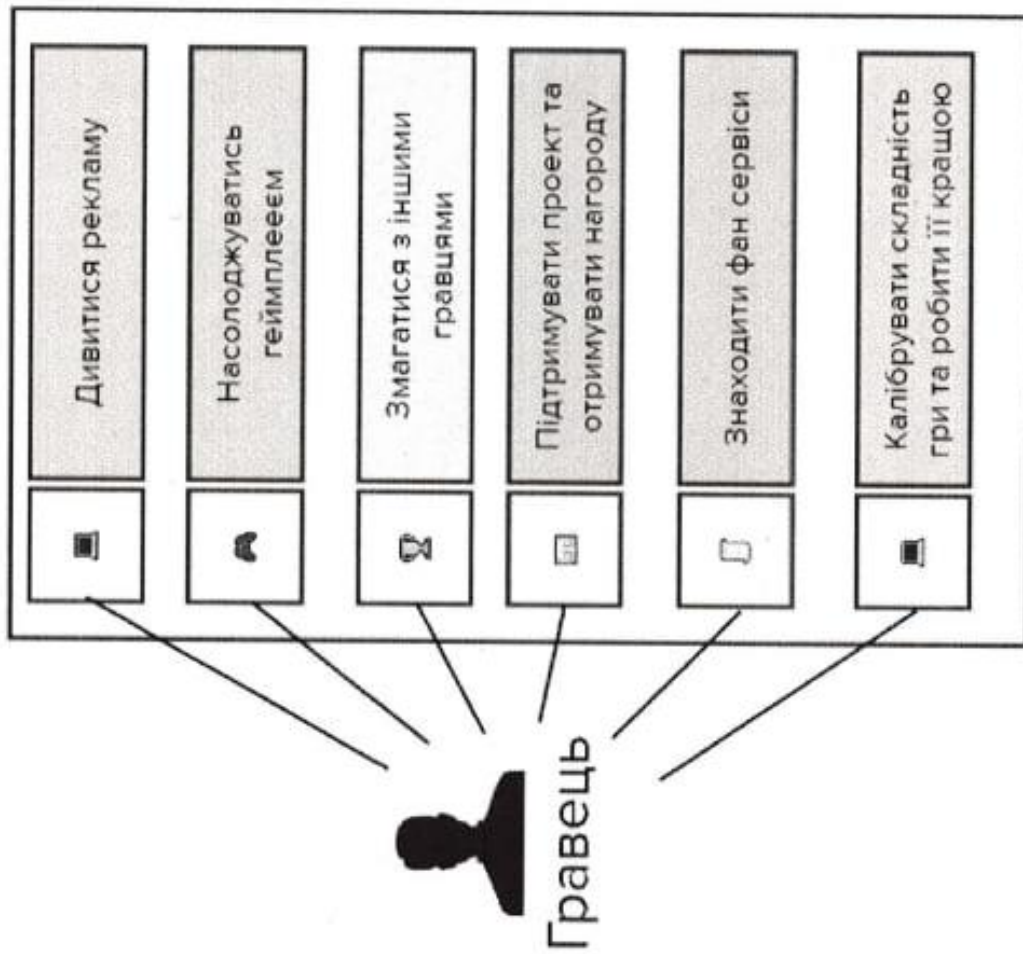 Дивитися рекламу
Насолоджуватись
геймплеєм
Змагатися з іншими
гравцями
Підтримувати проект та
отримувати нагороду
Знаходити фан сервіси
Калібрувати складність
гри та робити її кращою
Гравець